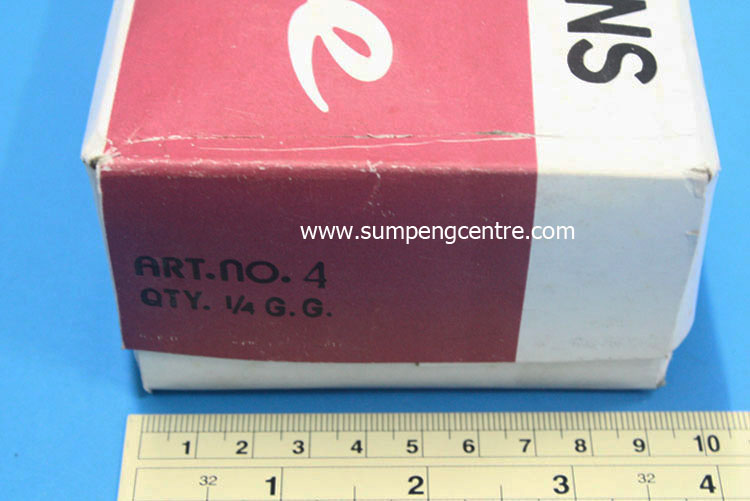 e
NS
www.sumpengcentre.com
ART.NO. 4
QTY. 1/4 G.G.
1 2 3 4 5 6 7 8 9 10
32 1 2 3 32 4